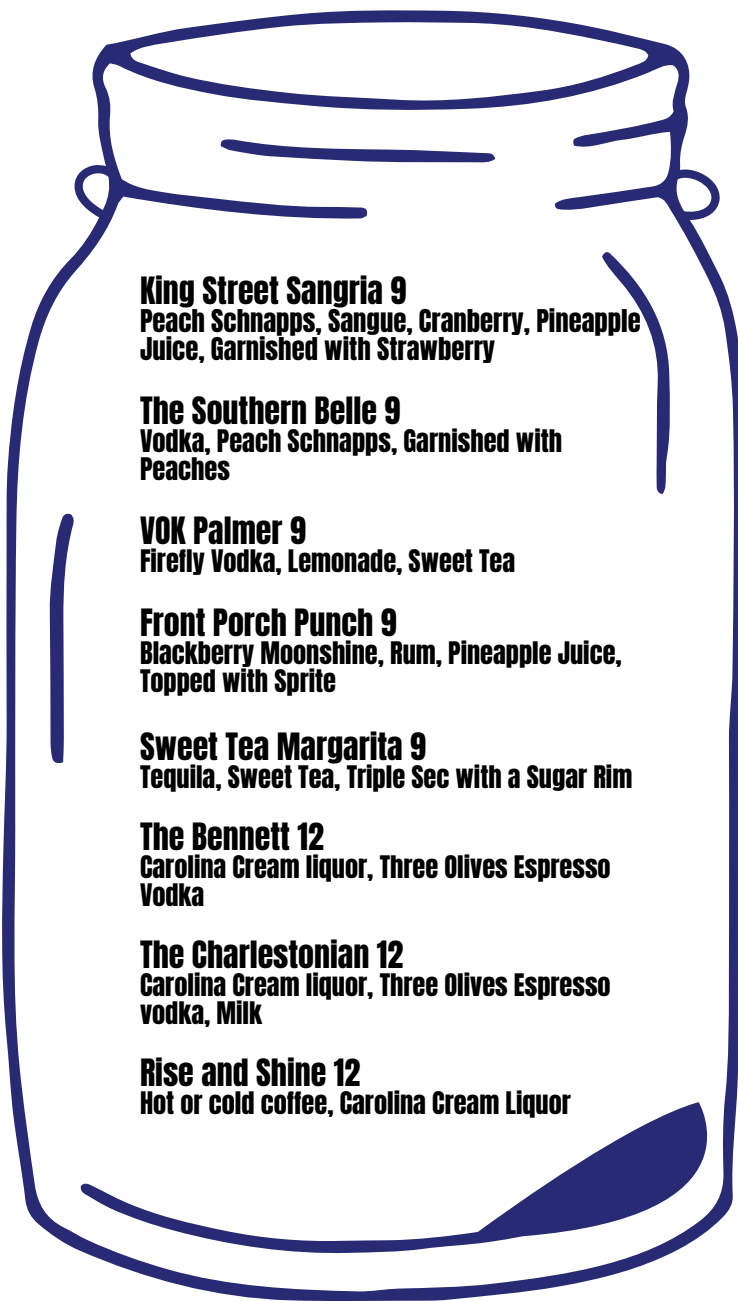 King Street Sangria 9
Peach Schnapps, Sangue, Cranberry, Pineapple
Juice, Garnished with Strawberry
The Southern Belle 9
Vodka, Peach Schnapps, Garnished with
Peaches
VOK Palmer 9
Firefly Vodka, Lemonade, Sweet Tea
Front Porch Punch 9
Blackberry Moonshine, Rum, Pineapple Juice,
Topped with Sprite
Sweet Tea Margarita 9
Tequila, Sweet Tea, Triple Sec with a Sugar Rim
The Bennett 12
Carolina Cream liquor, Three Olives Espresso
Vodka
The Charlestonian 12
Carolina Cream liquor, Three Olives Espresso
vodka, Milk
Rise and Shine 12
Hot or cold coffee, Carolina Cream Liquor